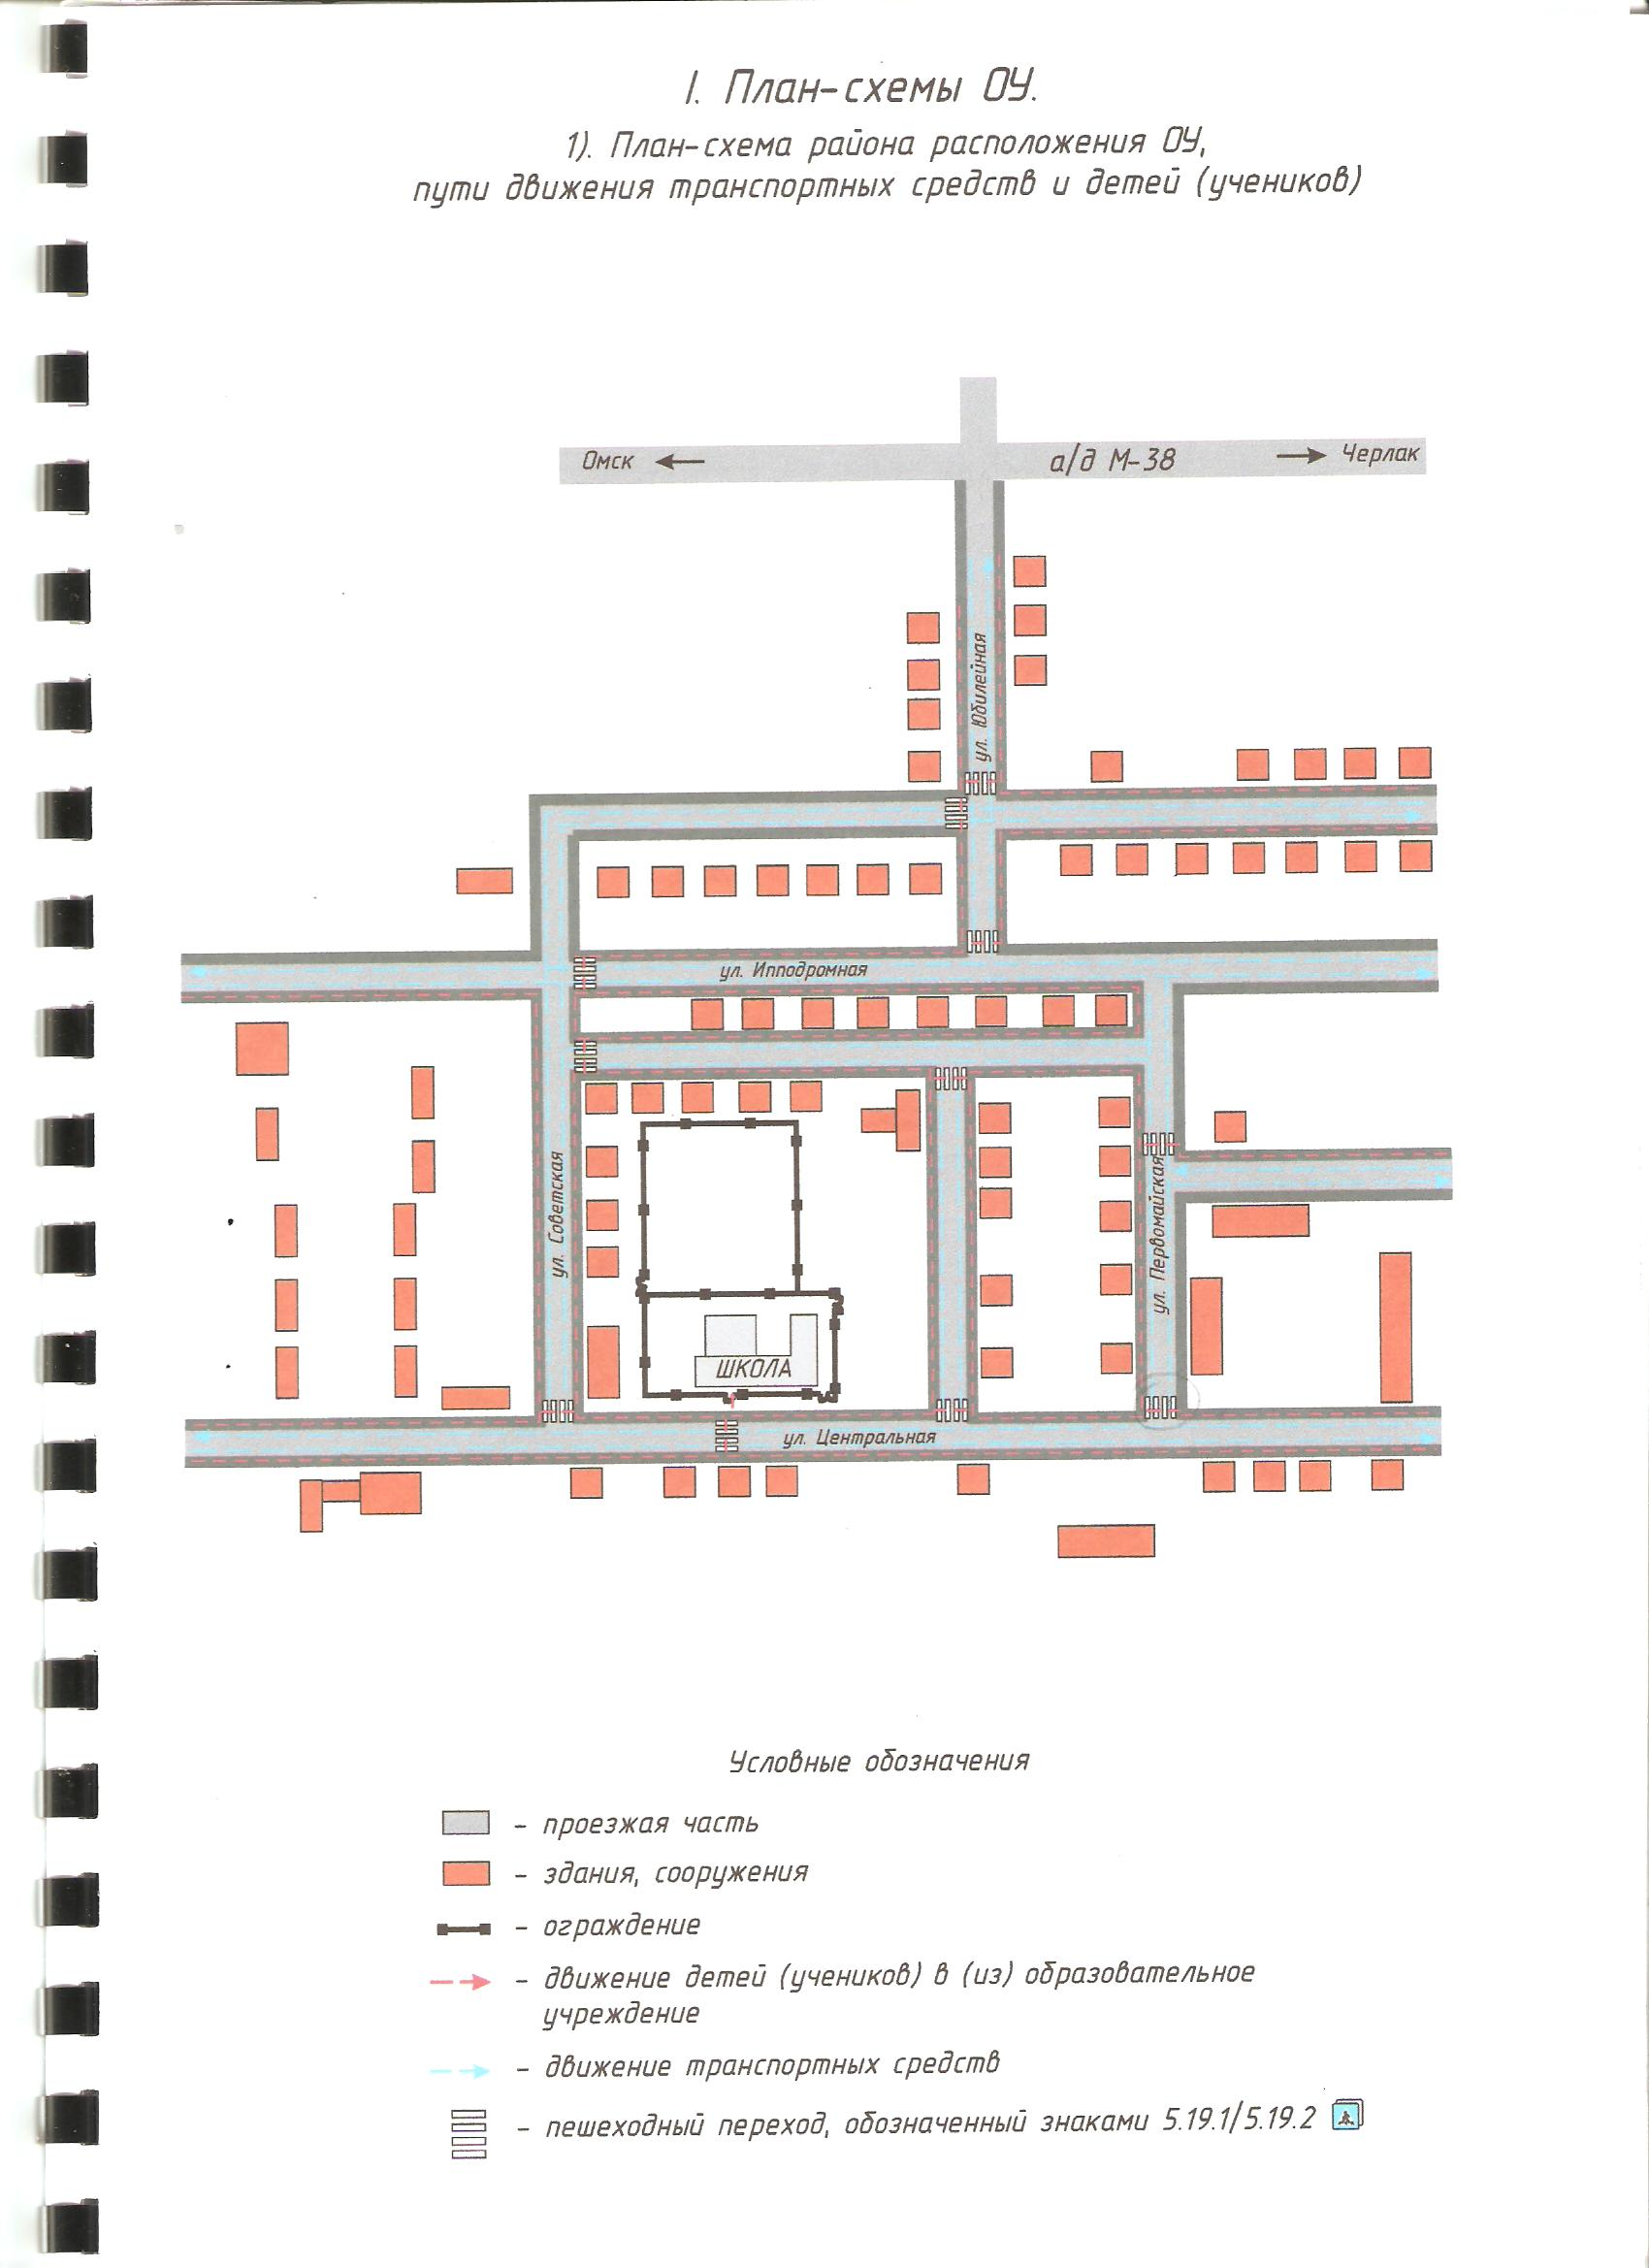 I. План-схемы ОУ.
1). План-схема района расположения ОУ,
пути движения транспортных средств и детей (учеников)
Омск
а/д М-38
Черлак
ул. Юбилейная
ул. Ипподромная
ул. Советская
ул. Первомайская
ШКОЛА
ул. Центральная
Условные обозначения
- проезжая часть
- здания, сооружения
- ограждение
- движение детей (учеников) в (из) образовательное
учреждение
- движение транспортных средств
- пешеходный переход, обозначенный знаками 5.19.1/5.19.2